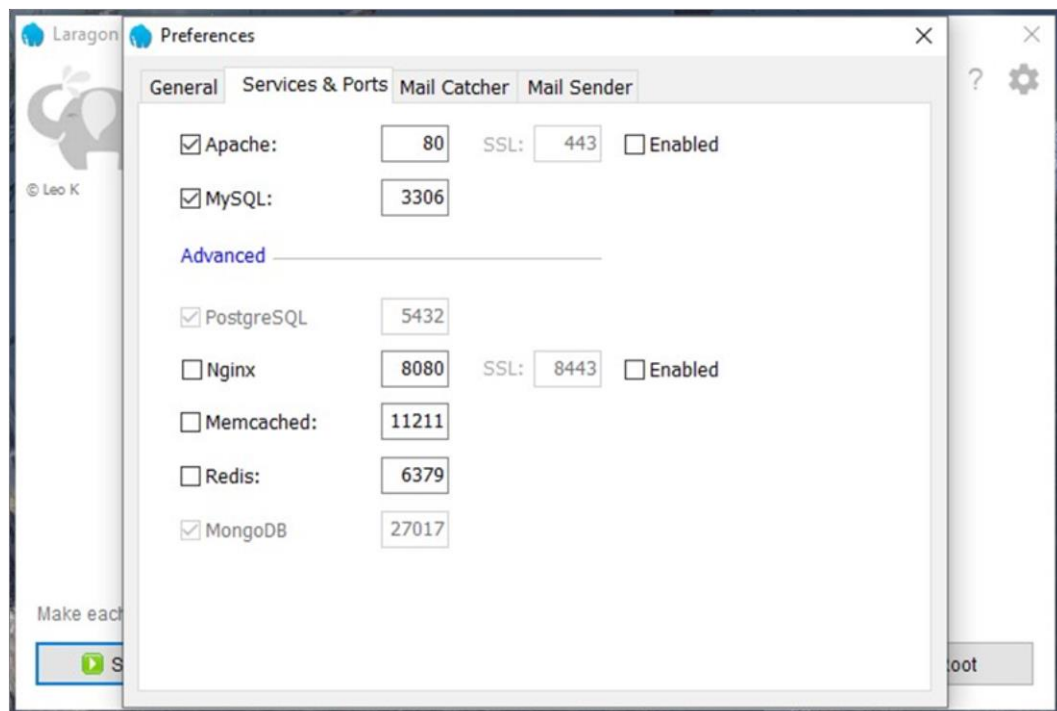 Laragon
Preferences
General Services & Ports Mail Catcher Mail Sender
?
© Leo K
Apache: 80 SSL: 443 Enabled
MySQL: 3306
Advanced
PostgreSQL 5432
Nginx 8080 SSL: 8443 Enabled
Memcached: 11211
Redis: 6379
MongoDB 27017
Make each
S
oot